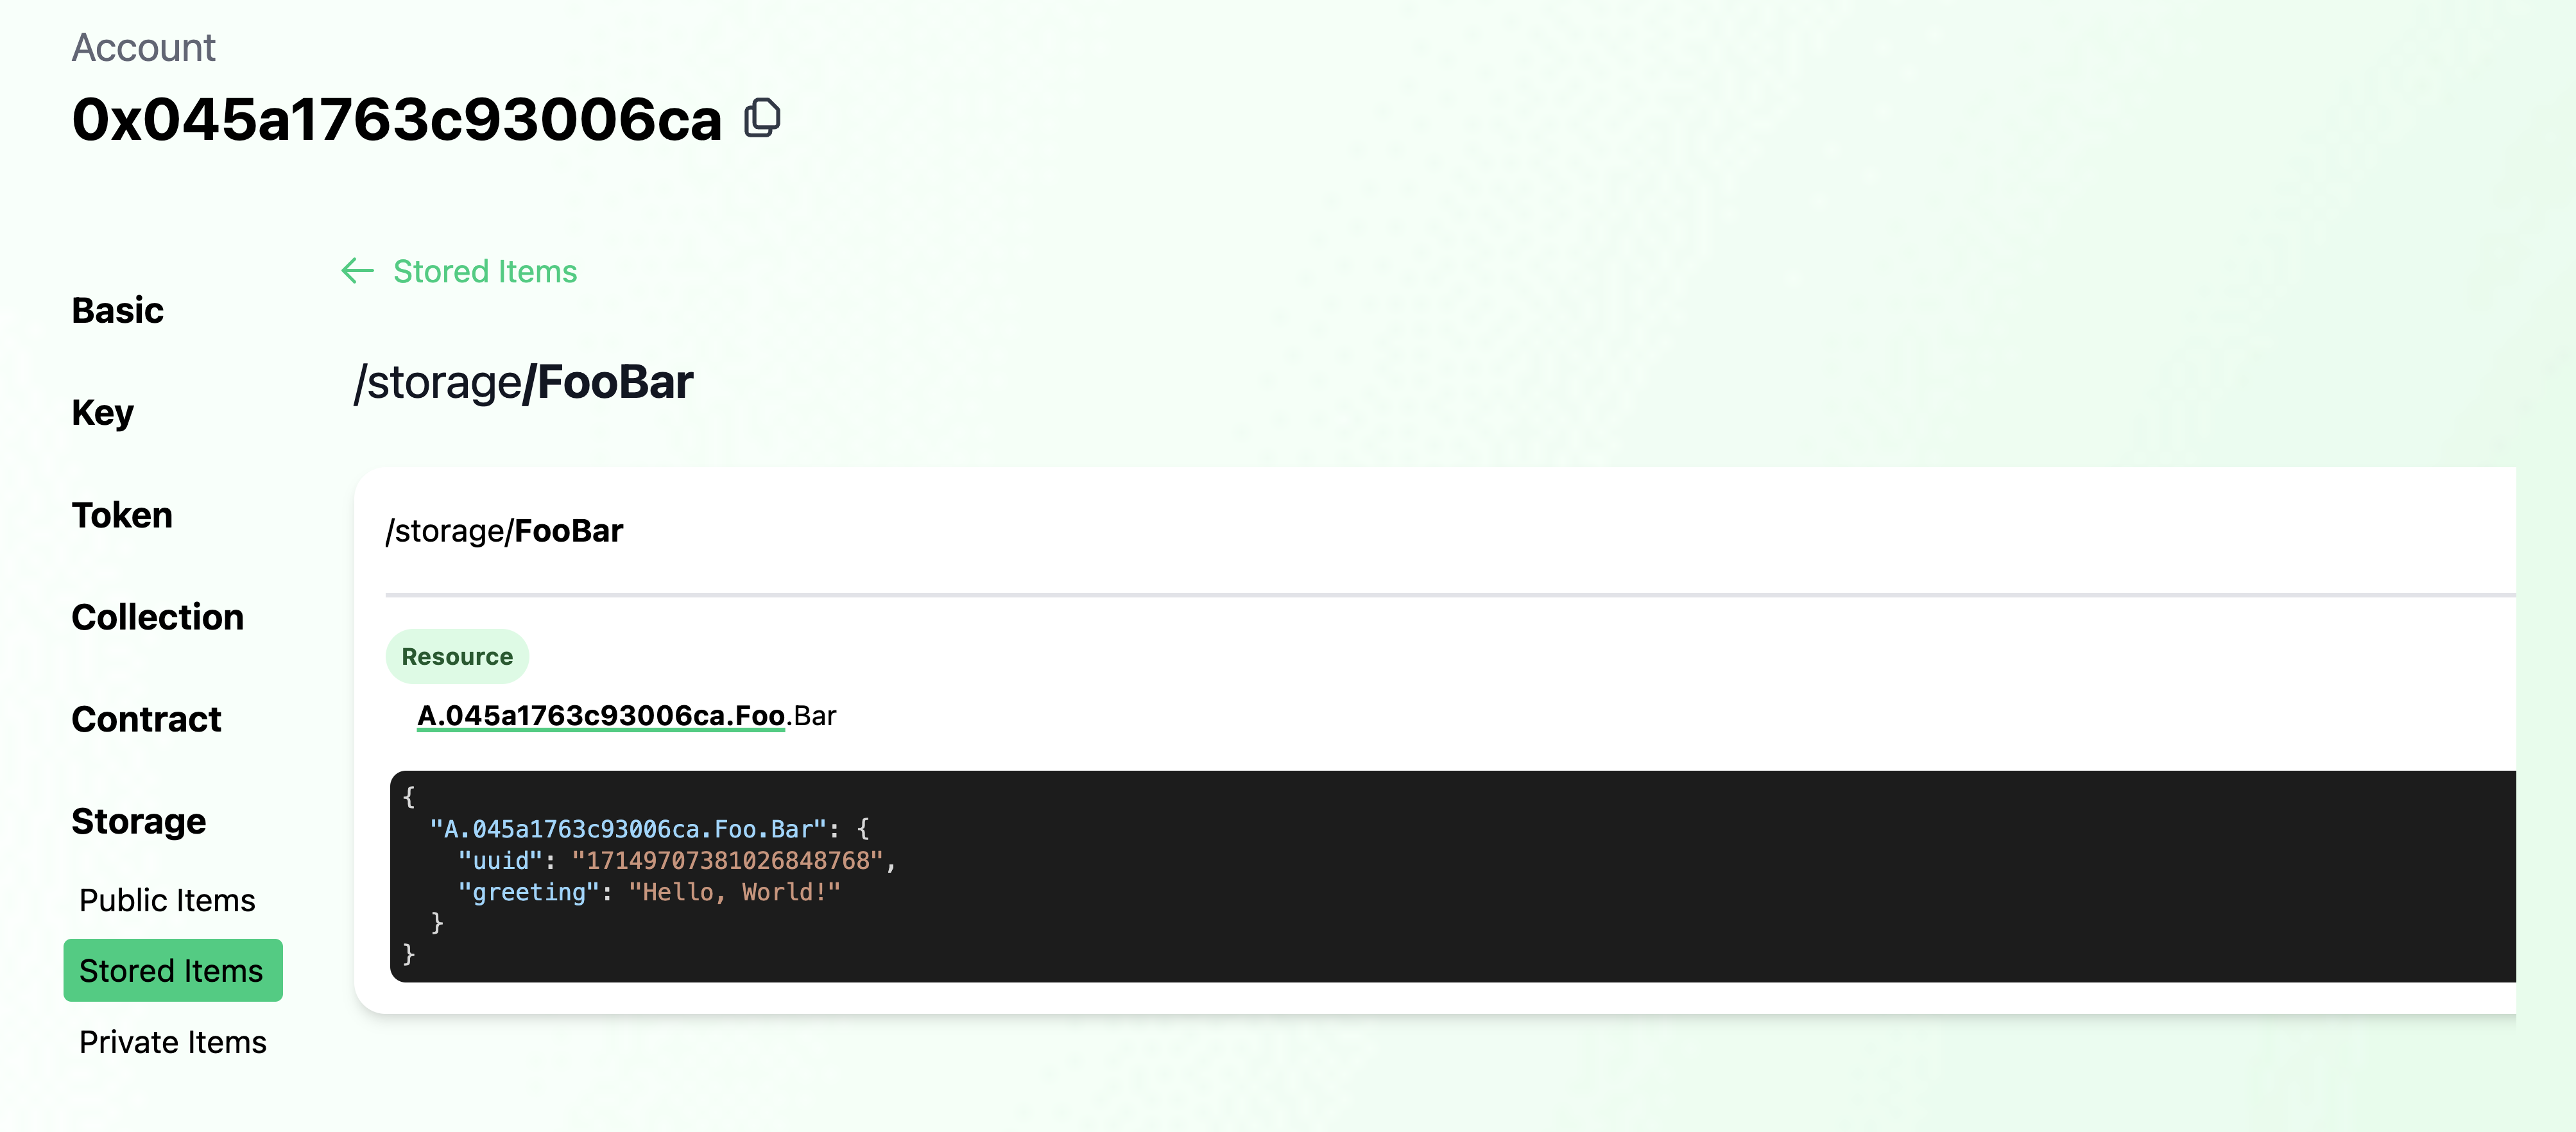 Account
0x045a1763c93006ca
Basic
Key
Token
Collection
Contract
Storage
Public Items
Stored Items
Private Items
Stored Items
/storage/FooBar
/storage/FooBar
Resource
A.045a1763c93006ca.Foo.Bar
{
"A.045a1763c93006ca.Foo.Bar": {
"uuid": "17149707381026848768",
"greeting": "Hello, World!"
}
}